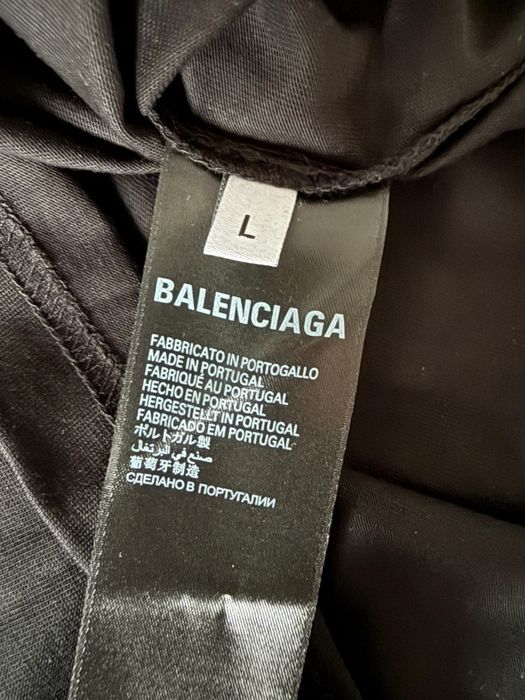 L
BALENCIAGA
FABBRICATO IN PORTOGALLO
MADE IN PORTUGAL
FABRIQUÉ AU PORTUGAL
HECHO EN PORTUGAL
HERGESTELLT IN PORTUGAL
FABRICADO EM PORTUGAL
ポルトガル製
صنع في البرتغال
葡萄牙制造
СДЕЛАНО В ПОРТУГАЛИИ